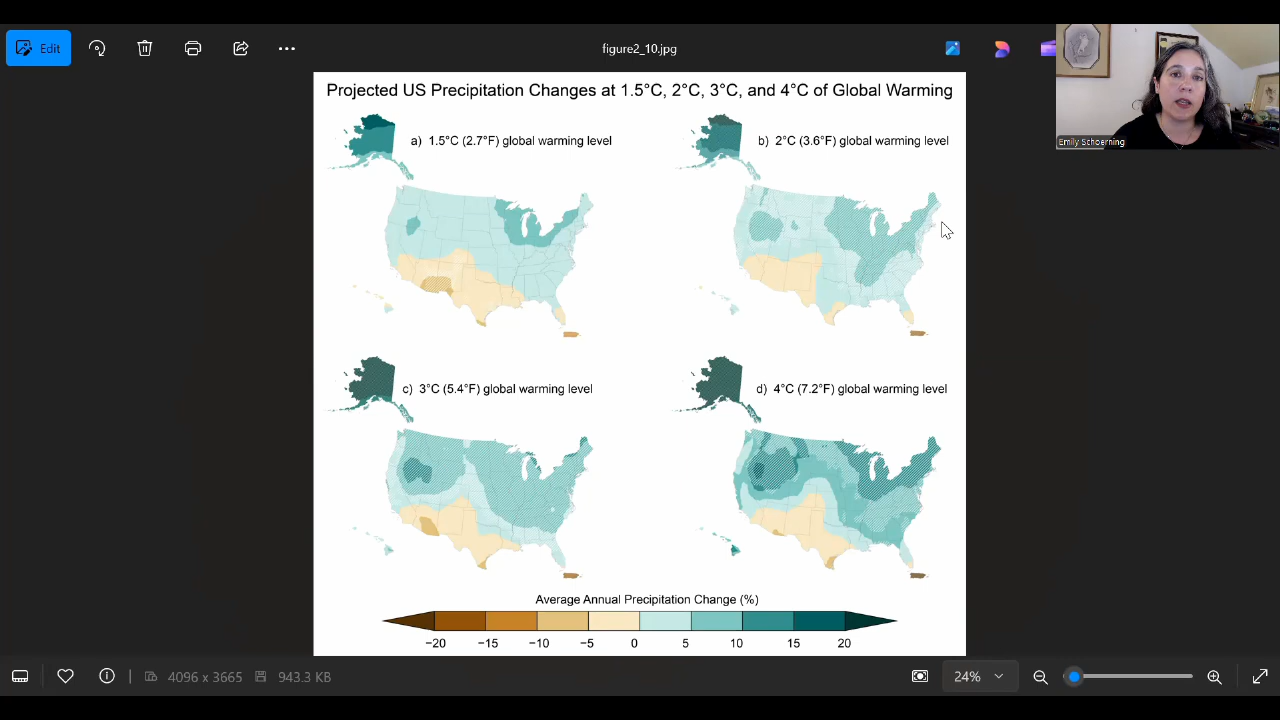 Edit
figure2_10.jpg
Emily Schoerning
Projected US Precipitation Changes at 1.5°C, 2°C, 3°C, and 4°C of Global Warming
a) 1.5°C (2.7°F) global warming level
b) 2°C (3.6°F) global warming level
c) 3°C (5.4°F) global warming level
d) 4°C (7.2°F) global warming level
Average Annual Precipitation Change (%)
−20 −15 −10 −5 0 5 10 15 20
4096 x 3665 943.3 KB 24%